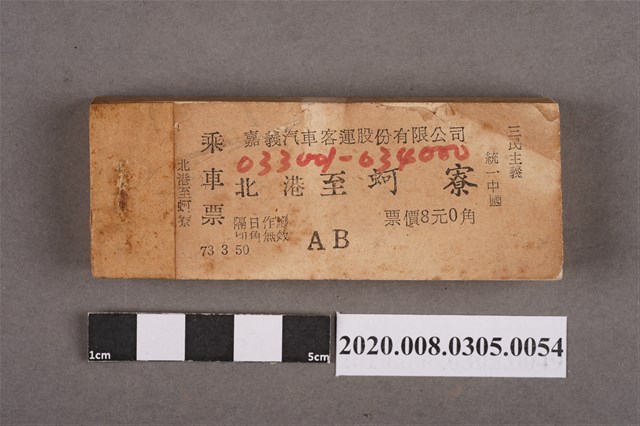 嘉義汽車客運股份有限公司
033001-034000
乘車票
北港至蚵寮
北港至蚵寮
票價8元0角
隔日作廢
切角無效
AB
73 3 50
三民主義
統一中國
1cm
5cm
2020.008.0305.0054